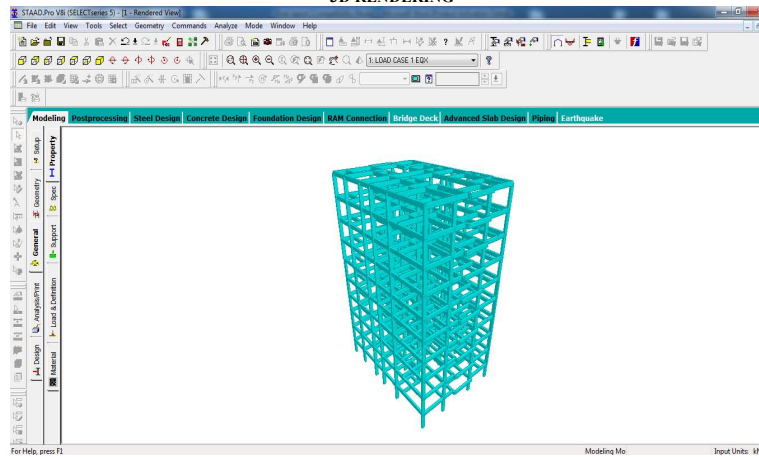 3D RENDERING
STAAD.Pro V8i (SELECTseries 5) - [1 - Rendered View]
File Edit View Tools Select Geometry Commands Analyze Mode Window Help
1: LOAD CASE 1 EQX
Modeling Postprocessing Steel Design Concrete Design Foundation Design RAM Connection Bridge Deck Advanced Slab Design Piping Earthquake
Setup
Geometry
General
Analysis/Print
Design
Property
Spec
Support
Load & Definition
Material
For Help, press F1
Modeling Mo
Input Units: